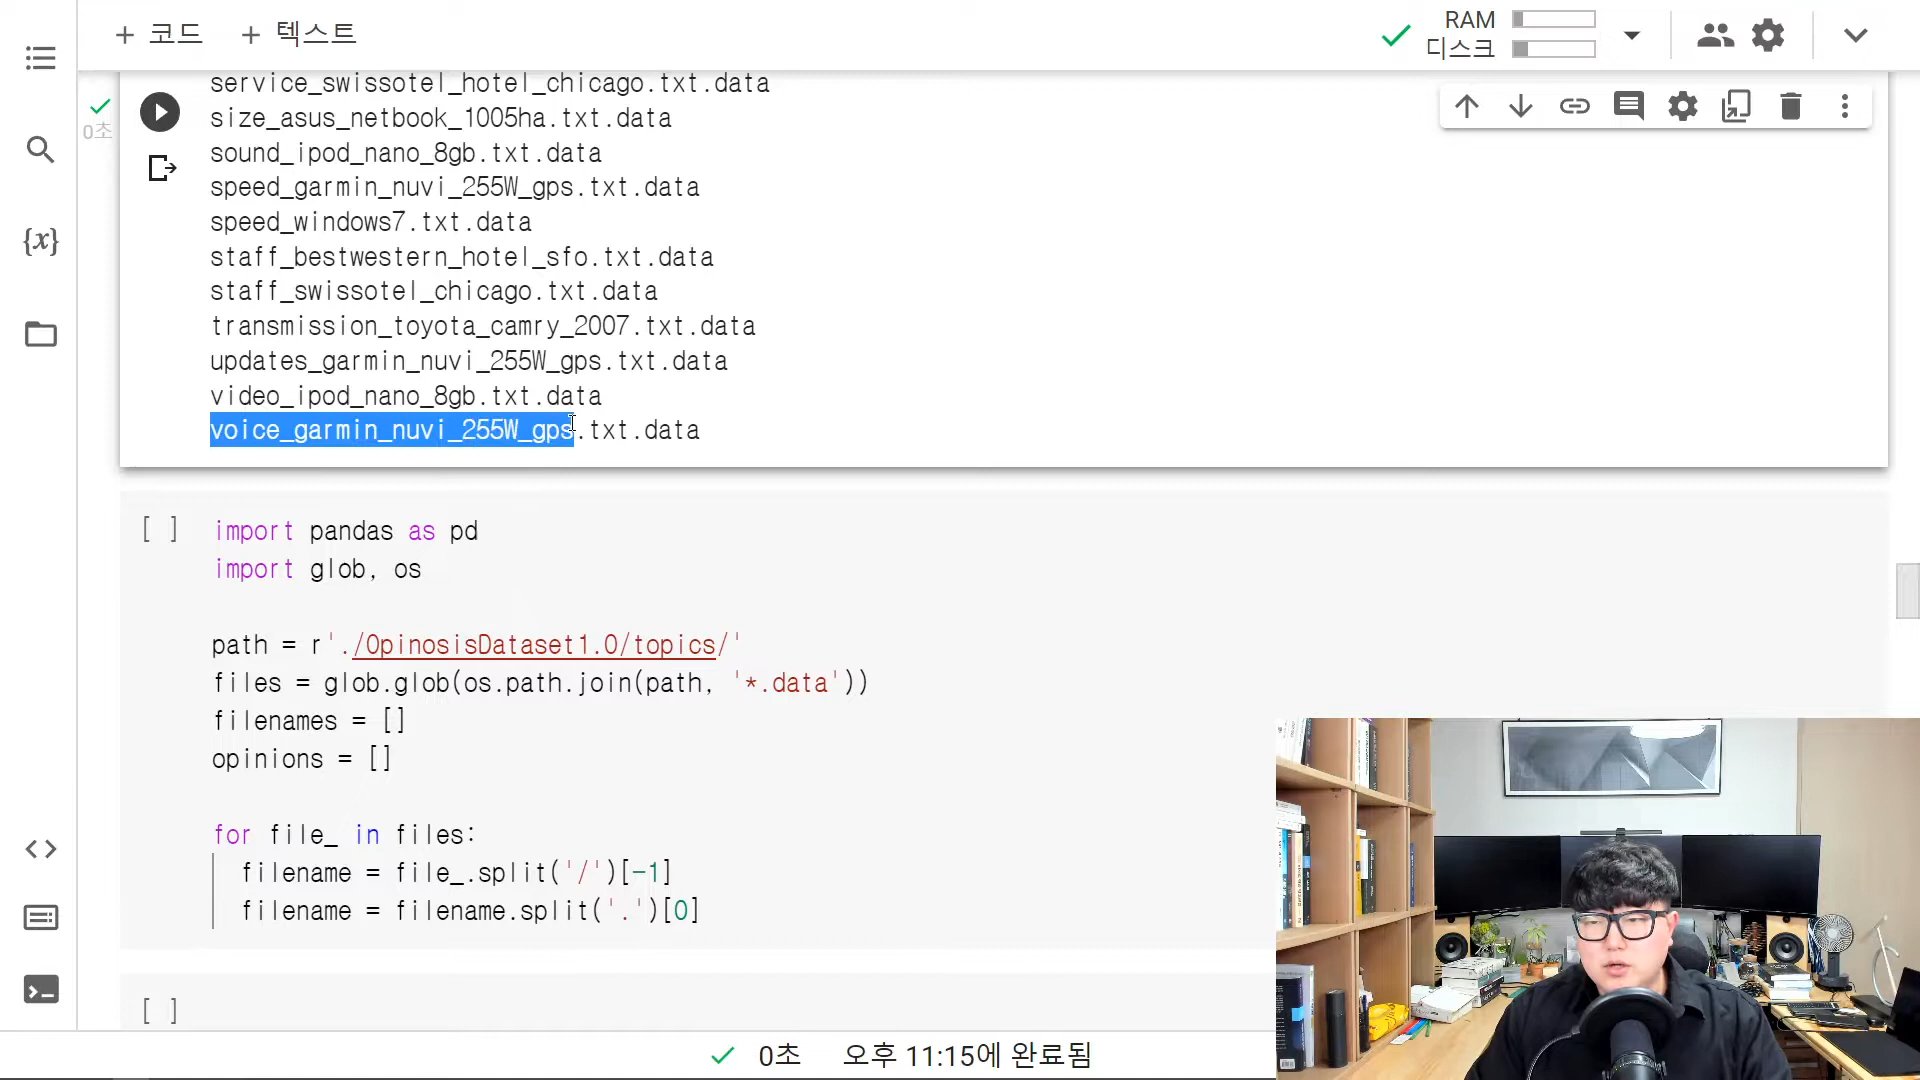 + 코드 + 텍스트
RAM
디스크
service_swissotel_hotel_chicago.txt.data
size_asus_netbook_1005ha.txt.data
0초
sound_ipod_nano_8gb.txt.data
speed_garmin_nuvi_255W_gps.txt.data
speed_windows7.txt.data
{x}
staff_bestwestern_hotel_sfo.txt.data
staff_swissotel_chicago.txt.data
transmission_toyota_camry_2007.txt.data
updates_garmin_nuvi_255W_gps.txt.data
video_ipod_nano_8gb.txt.data
voice_garmin_nuvi_255W_gps.txt.data
[ ] import pandas as pd
import glob, os
path = r'./OpinosisDataset1.0/topics/'
files = glob.glob(os.path.join(path, '*.data'))
filenames = []
opinions = []
for file_ in files:
filename = file_.split('/')[-1]
filename = filename.split('.')[0]
[ ]
0초 오후 11:15에 완료됨